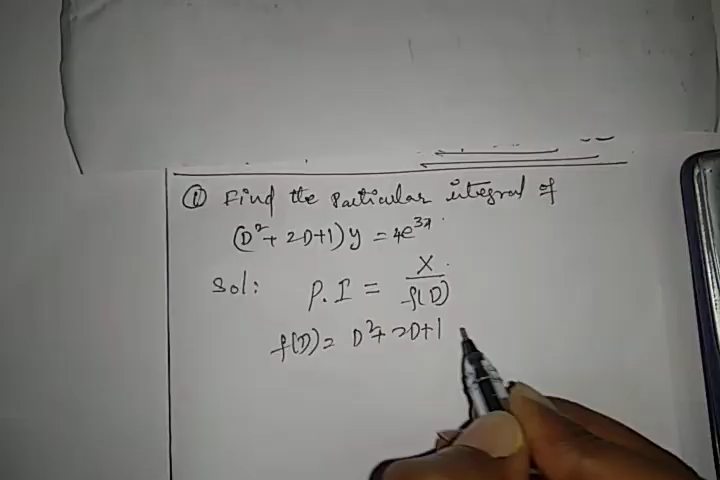 ① Find the Particular integral of
(D²+ 2D+1) y = 4e³ˣ.
Sol: P.I = X/f(D)
f(D) = D²+ 2D+1